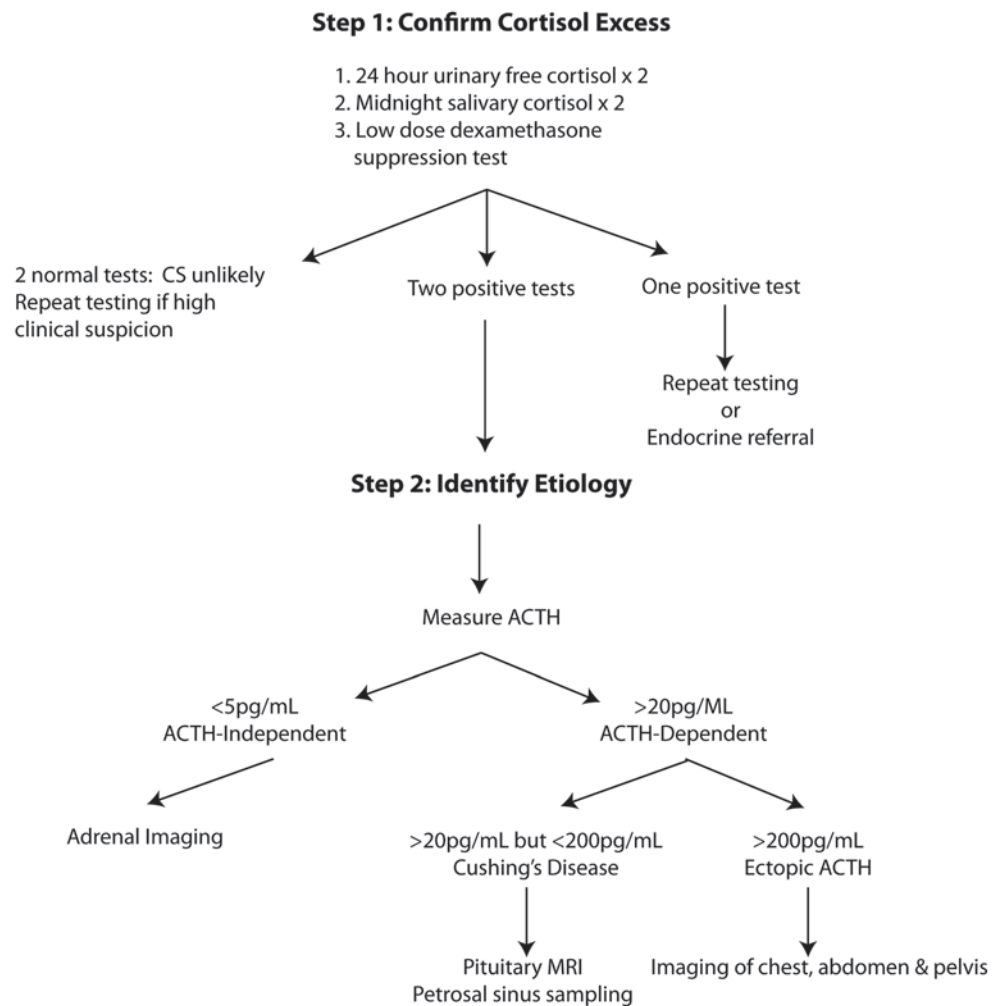 Step 1: Confirm Cortisol Excess
1. 24 hour urinary free cortisol x 2
2. Midnight salivary cortisol x 2
3. Low dose dexamethasone
suppression test
2 normal tests: CS unlikely
Repeat testing if high
clinical suspicion
Two positive tests
One positive test
Repeat testing
or
Endocrine referral
Step 2: Identify Etiology
Measure ACTH
<5pg/mL
ACTH-Independent
>20pg/ML
ACTH-Dependent
Adrenal Imaging
>20pg/mL but <200pg/mL
Cushing's Disease
>200pg/mL
Ectopic ACTH
Pituitary MRI
Petrosal sinus sampling
Imaging of chest, abdomen & pelvis